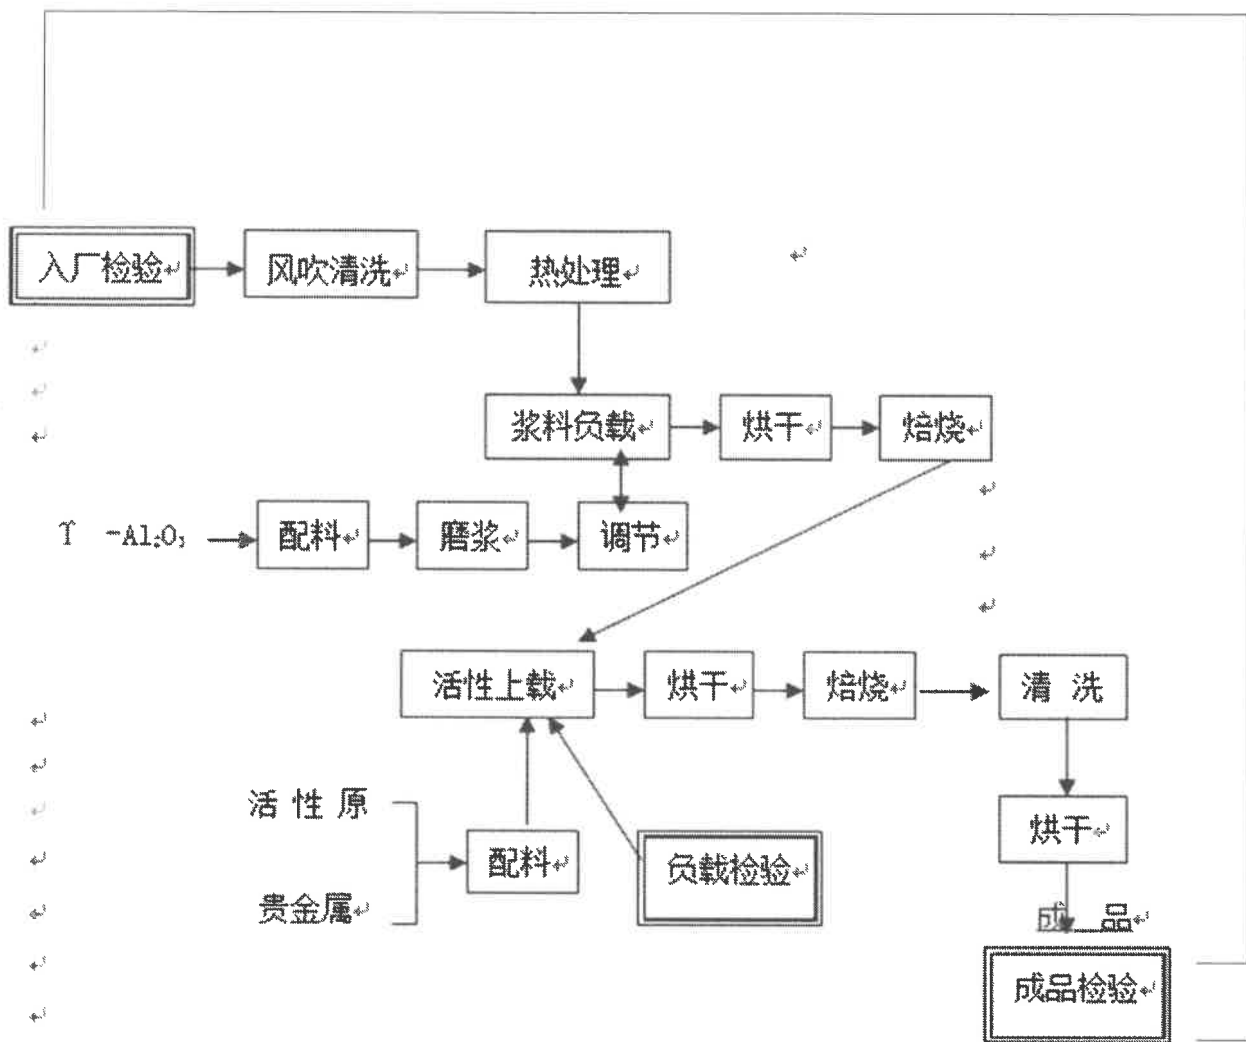 入厂检验
风吹清洗
热处理
浆料负载
烘干
焙烧
Υ -Al₂O₃
配料
磨浆
调节
活性上载
烘干
焙烧
清 洗
活 性 原
烘干
配料
负载检验
贵金属
成 品
成品检验